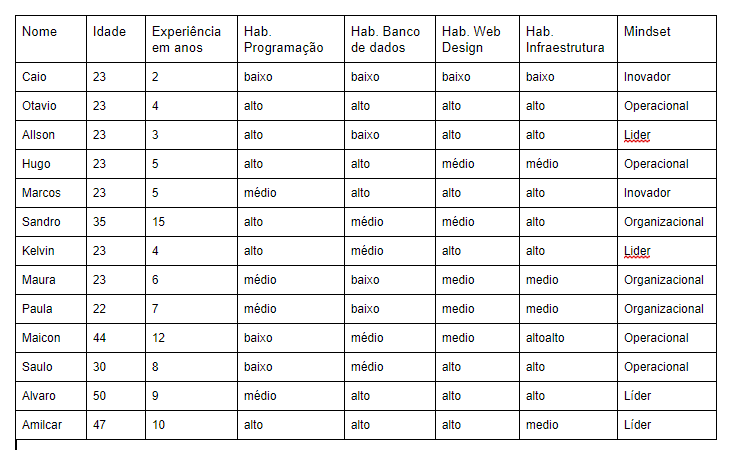 Nome Idade Experiência em anos Hab. Programação Hab. Banco de dados Hab. Web Design Hab. Infraestrutura Mindset
Caio 23 2 baixo baixo baixo baixo Inovador
Otavio 23 4 alto alto alto alto Operacional
Allson 23 3 alto baixo alto alto Lider
Hugo 23 5 alto alto médio médio Operacional
Marcos 23 5 médio alto alto alto Inovador
Sandro 35 15 alto médio médio alto Organizacional
Kelvin 23 4 alto médio alto alto Lider
Maura 23 6 médio baixo medio medio Organizacional
Paula 22 7 médio baixo medio medio Organizacional
Maicon 44 12 baixo médio medio altoalto Operacional
Saulo 30 8 baixo médio alto alto Operacional
Alvaro 50 9 médio alto alto alto Líder
Amilcar 47 10 alto alto alto medio Líder